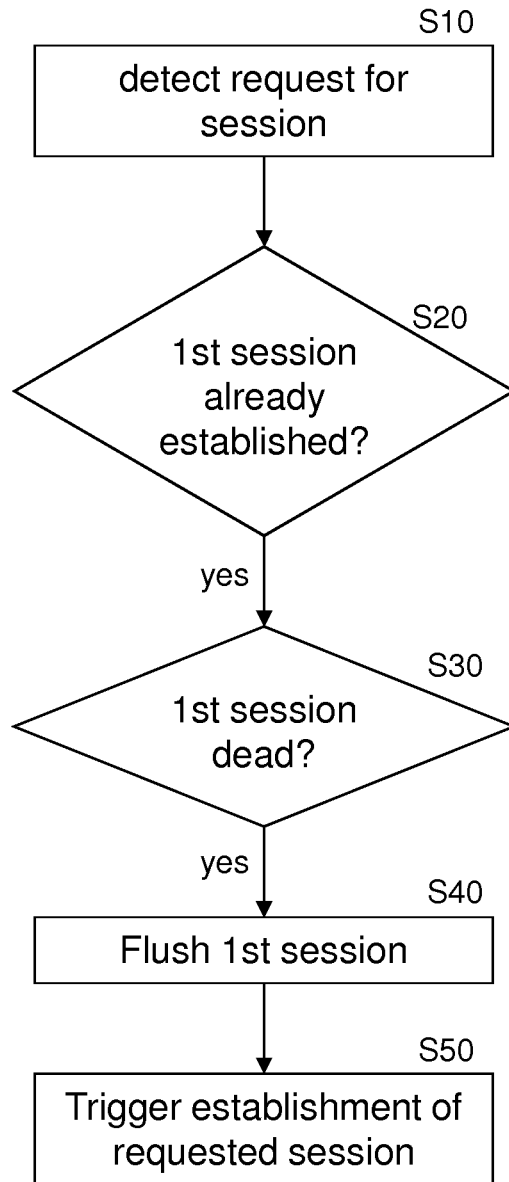 S10
detect request for
session
S20
1st session
already
established?
yes
S30
1st session
dead?
yes
S40
Flush 1st session
S50
Trigger establishment of
requested session